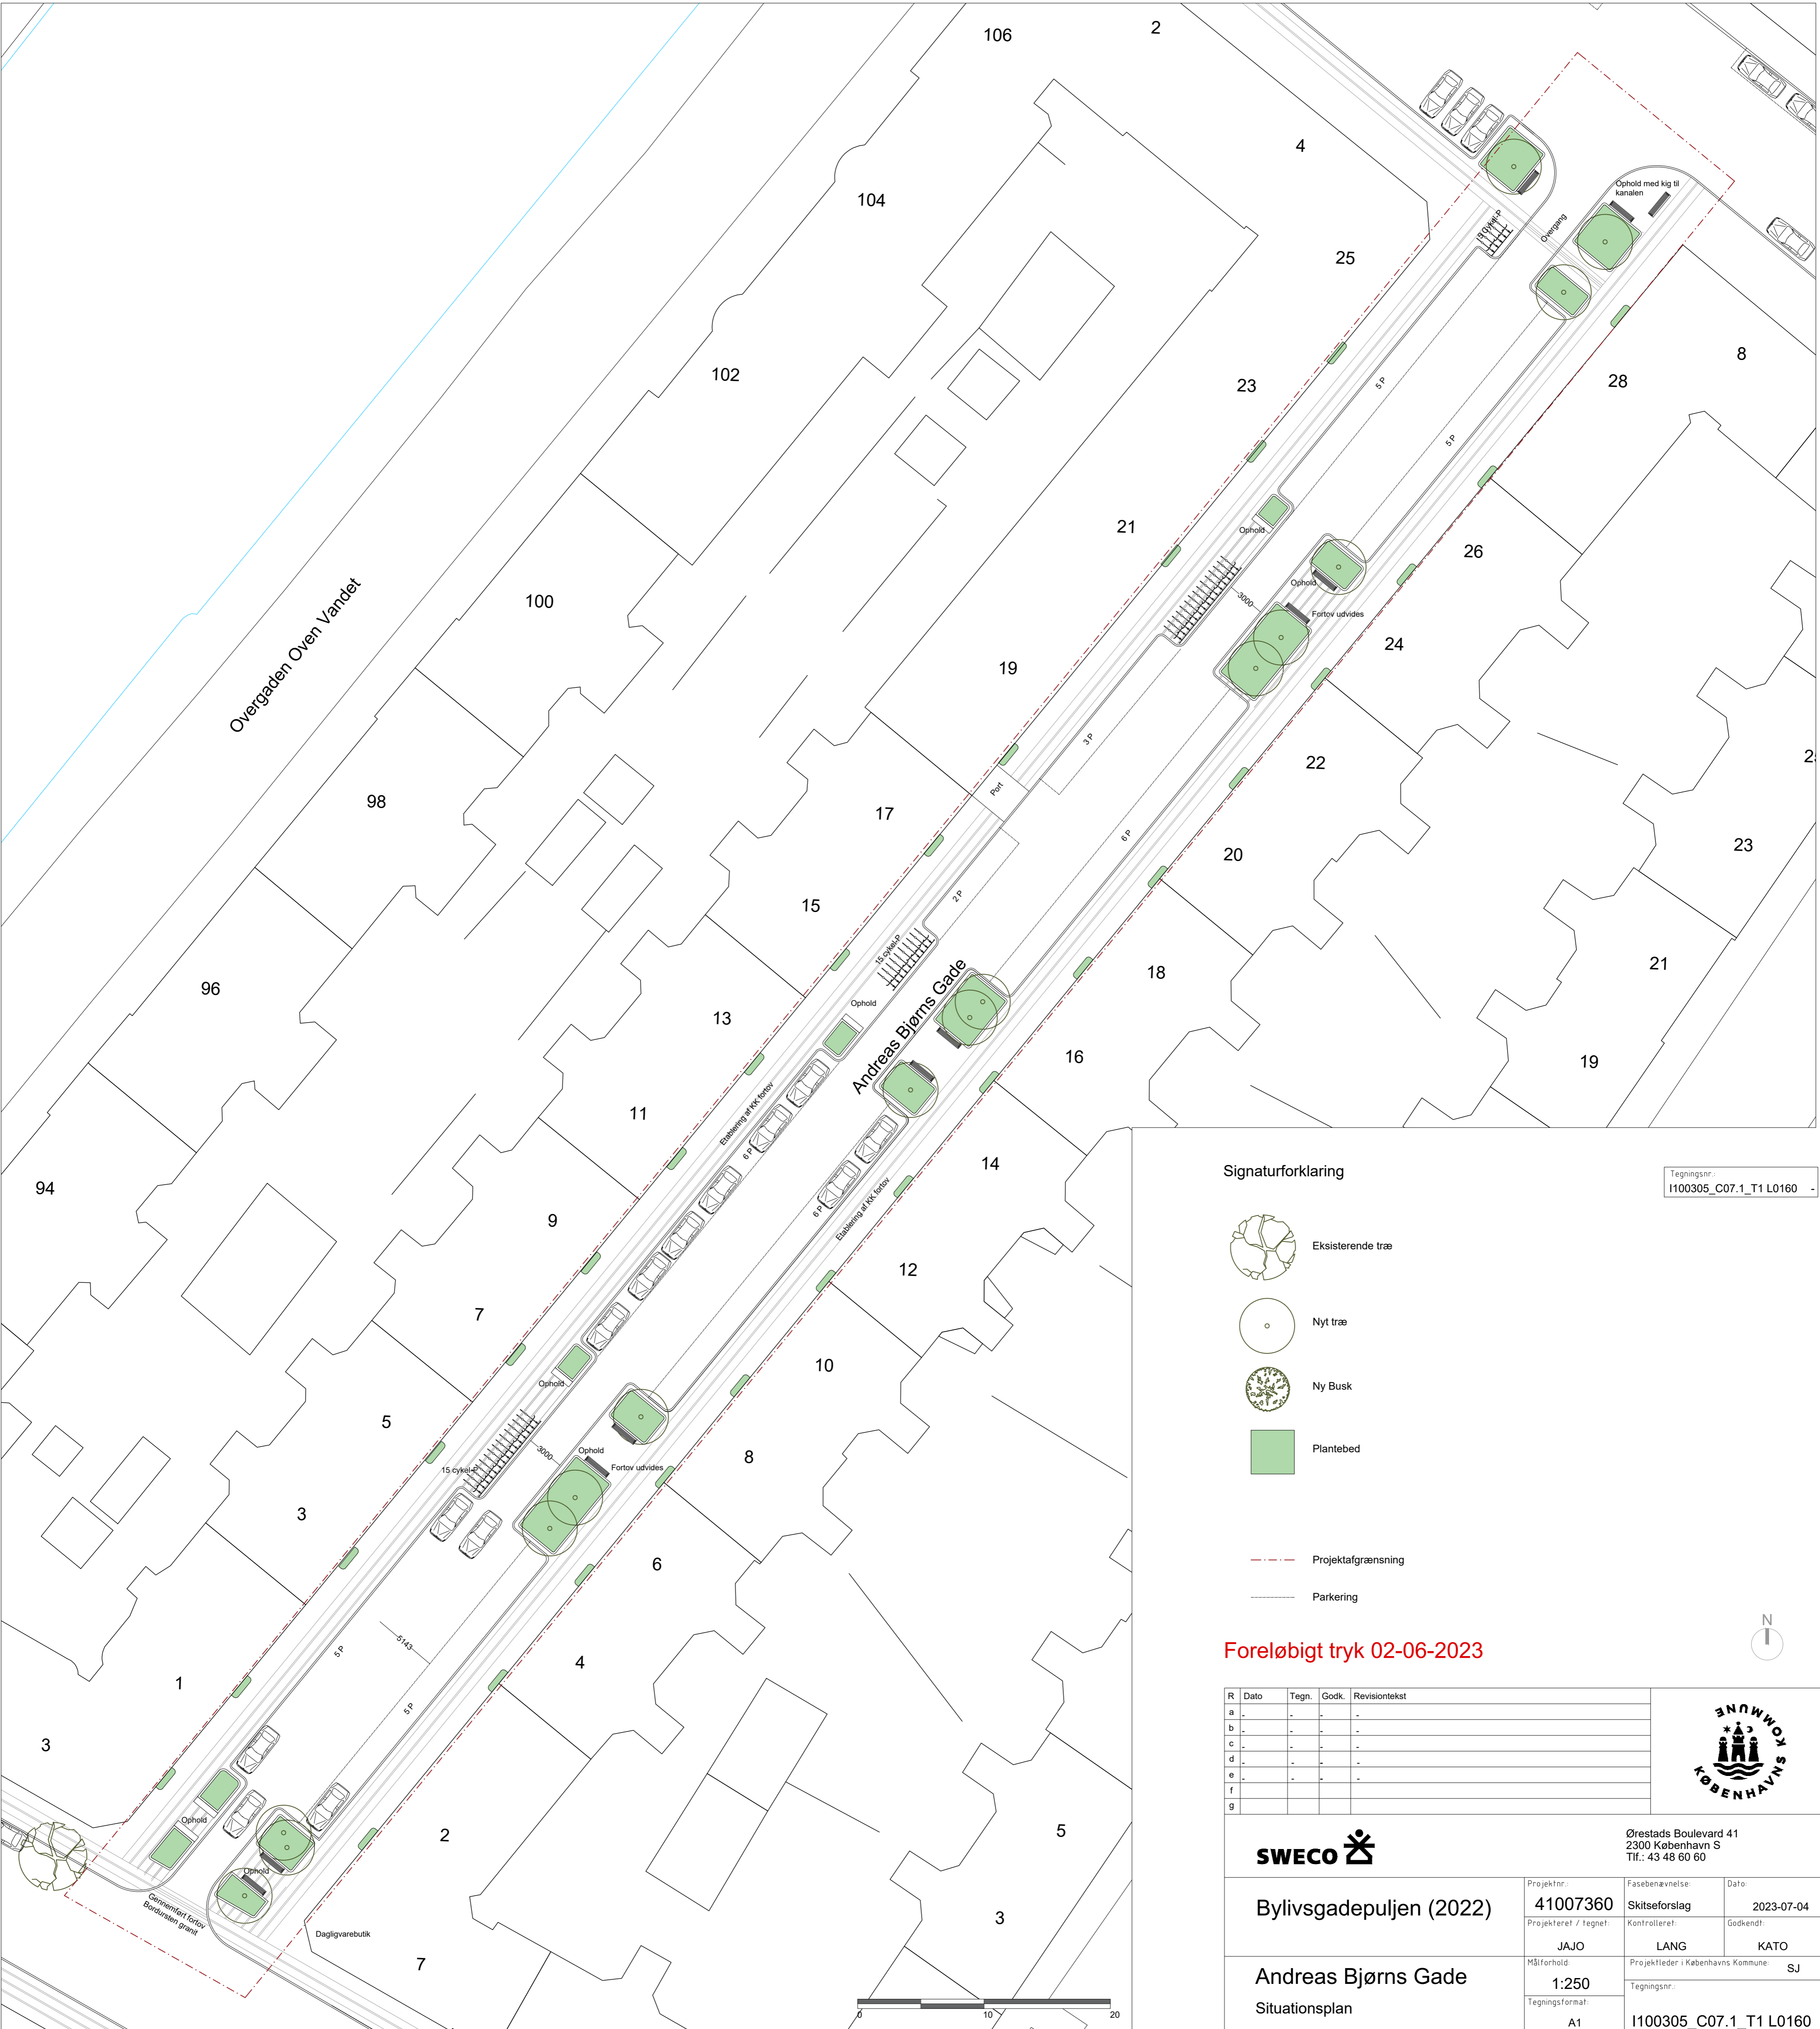 106
2
4
104
Ophold med kig til
kanalen
Overgang
25
102
23
8
28
5 P
5 P
21
Ophold
26
Ophold
3000
Fortov udvides
24
100
Overgaden Oven Vandet
19
3 P
22
98
17
Port
6 P
20
23
15
2 P
15 cykel-P
18
21
96
13
Ophold
Andreas Bjørns Gade
16
19
11
Etablering af KK fortov
6 P
14
94
9
6 P
Etablering af KK fortov
12
7
10
Ophold
5
15 cykel-P
3000
Ophold
Fortov udvides
8
3
6
5 P
5143
4
1
5 P
3
2
5
Ophold
Ophold
Gennemført fortov
Bordursten granit
Dagligvarebutik
3
7
0 10 20
Signaturforklaring
Tegningsnr.:
I100305_C07.1_T1 L0160 -
Eksisterende træ
Nyt træ
Ny Busk
Plantebed
Projektafgrænsning
Parkering
N
Foreløbigt tryk 02-06-2023
R Dato Tegn. Godk. Revisiontekst
a - - - -
b - - - -
c - - - -
d - - - -
e - - - -
f
g
KØBENHAVNS KOMMUNE
SWECO
Ørestads Boulevard 41
2300 København S
Tlf.: 43 48 60 60
Bylivsgadepuljen (2022)
Projektnr.: Fasebenævnelse: Dato:
41007360 Skitseforslag 2023-07-04
Projekteret / tegnet: Kontrolleret: Godkendt:
JAJO LANG KATO
Andreas Bjørns Gade
Situationsplan
Målforhold: Projektleder i Københavns Kommune: SJ
1:250
Tegningsnr.:
Tegningsformat:
A1 I100305_C07.1_T1 L0160